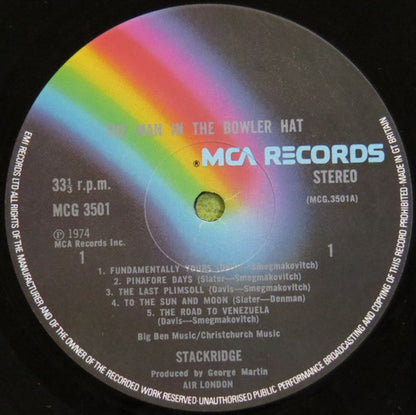 THE MAN IN THE BOWLER HAT
® MCA RECORDS
33⅓ r.p.m.
STEREO
MCG 3501
(MCG.3501A)
℗ 1974
MCA Records Inc.
1
1
1. FUNDAMENTALLY YOURS (Davis—Smegmakovitch)
2. PINAFORE DAYS (Slater—Smegmakovitch)
3. THE LAST PLIMSOLL (Davis—Smegmakovitch)
4. TO THE SUN AND MOON (Slater—Denman)
5. THE ROAD TO VENEZUELA
(Davis—Smegmakovitch)
Big Ben Music/Christchurch Music
STACKRIDGE
Produced by George Martin
AIR LONDON
EMI RECORDS LTD ALL RIGHTS OF THE MANUFACTURER AND OF THE OWNER OF THE RECORDED WORK RESERVED·UNAUTHORISED PUBLIC PERFORMANCE BROADCASTING AND COPYING OF THIS RECORD PROHIBITED·MADE IN GT BRITAIN